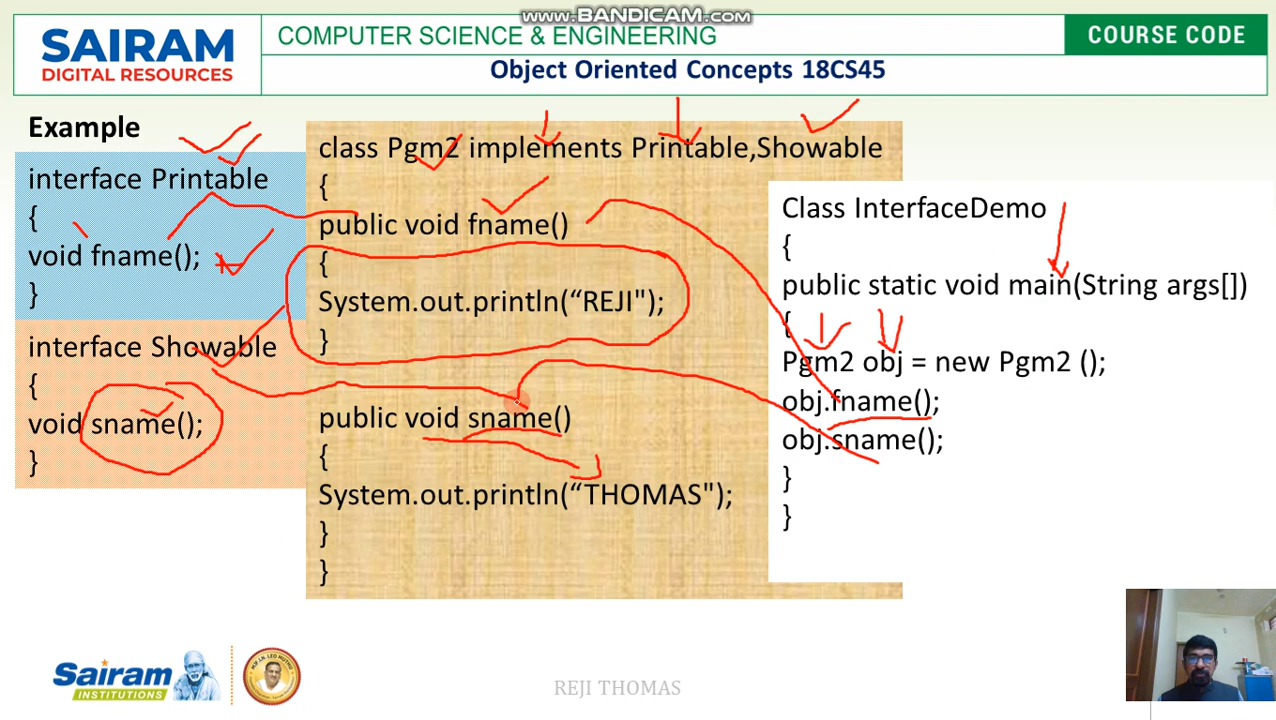 www.BANDICAM.com
SAIRAM
DIGITAL RESOURCES
COMPUTER SCIENCE & ENGINEERING
COURSE CODE
Object Oriented Concepts 18CS45
Example
interface Printable
{
void fname();
}
interface Showable
{
void sname();
}
class Pgm2 implements Printable,Showable
{
public void fname()
{
System.out.println(“REJI");
}
public void sname()
{
System.out.println(“THOMAS");
}
}
Class InterfaceDemo
{
public static void main(String args[])
{
Pgm2 obj = new Pgm2 ();
obj.fname();
obj.sname();
}
}
Sairam
INSTITUTIONS
REJI THOMAS